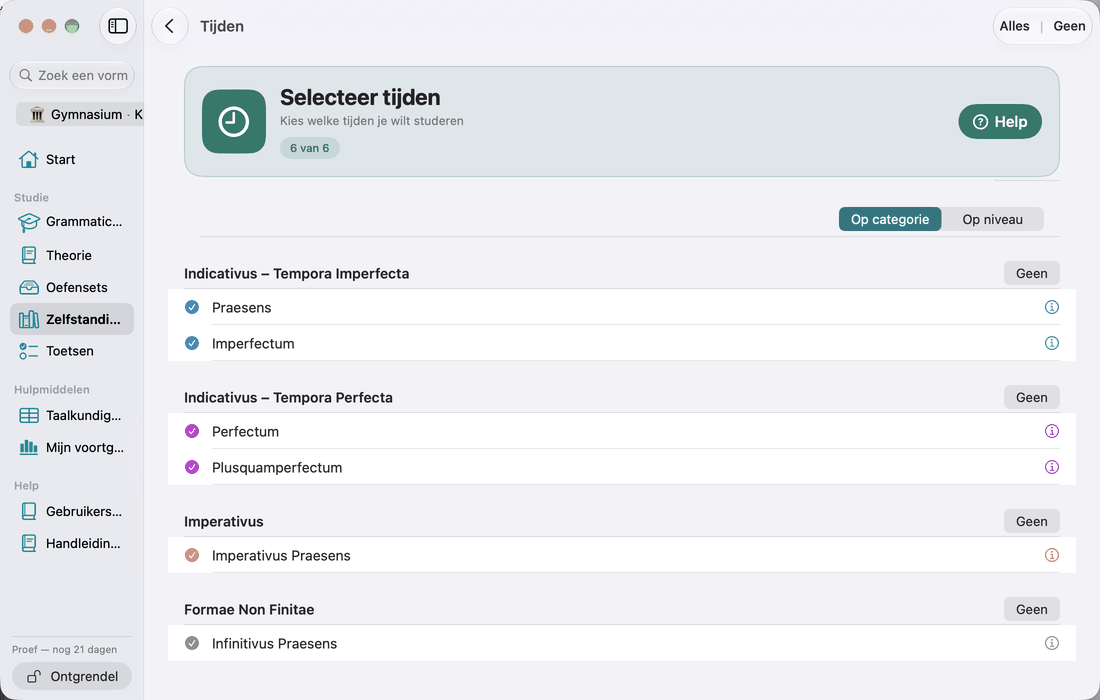 Tijden
Alles
Geen
Zoek een vorm
Gymnasium · K
Start
Studie
Grammatic...
Theorie
Oefensets
Zelfstandi...
Toetsen
Hulpmiddelen
Taalkundig...
Mijn voortg...
Help
Gebruikers...
Handleidin...
Proef — nog 21 dagen
Ontgrendel
Selecteer tijden
Kies welke tijden je wilt studeren
6 van 6
Help
Op categorie
Op niveau
Indicativus – Tempora Imperfecta
Geen
Praesens
Imperfectum
Indicativus – Tempora Perfecta
Geen
Perfectum
Plusquamperfectum
Imperativus
Geen
Imperativus Praesens
Formae Non Finitae
Geen
Infinitivus Praesens